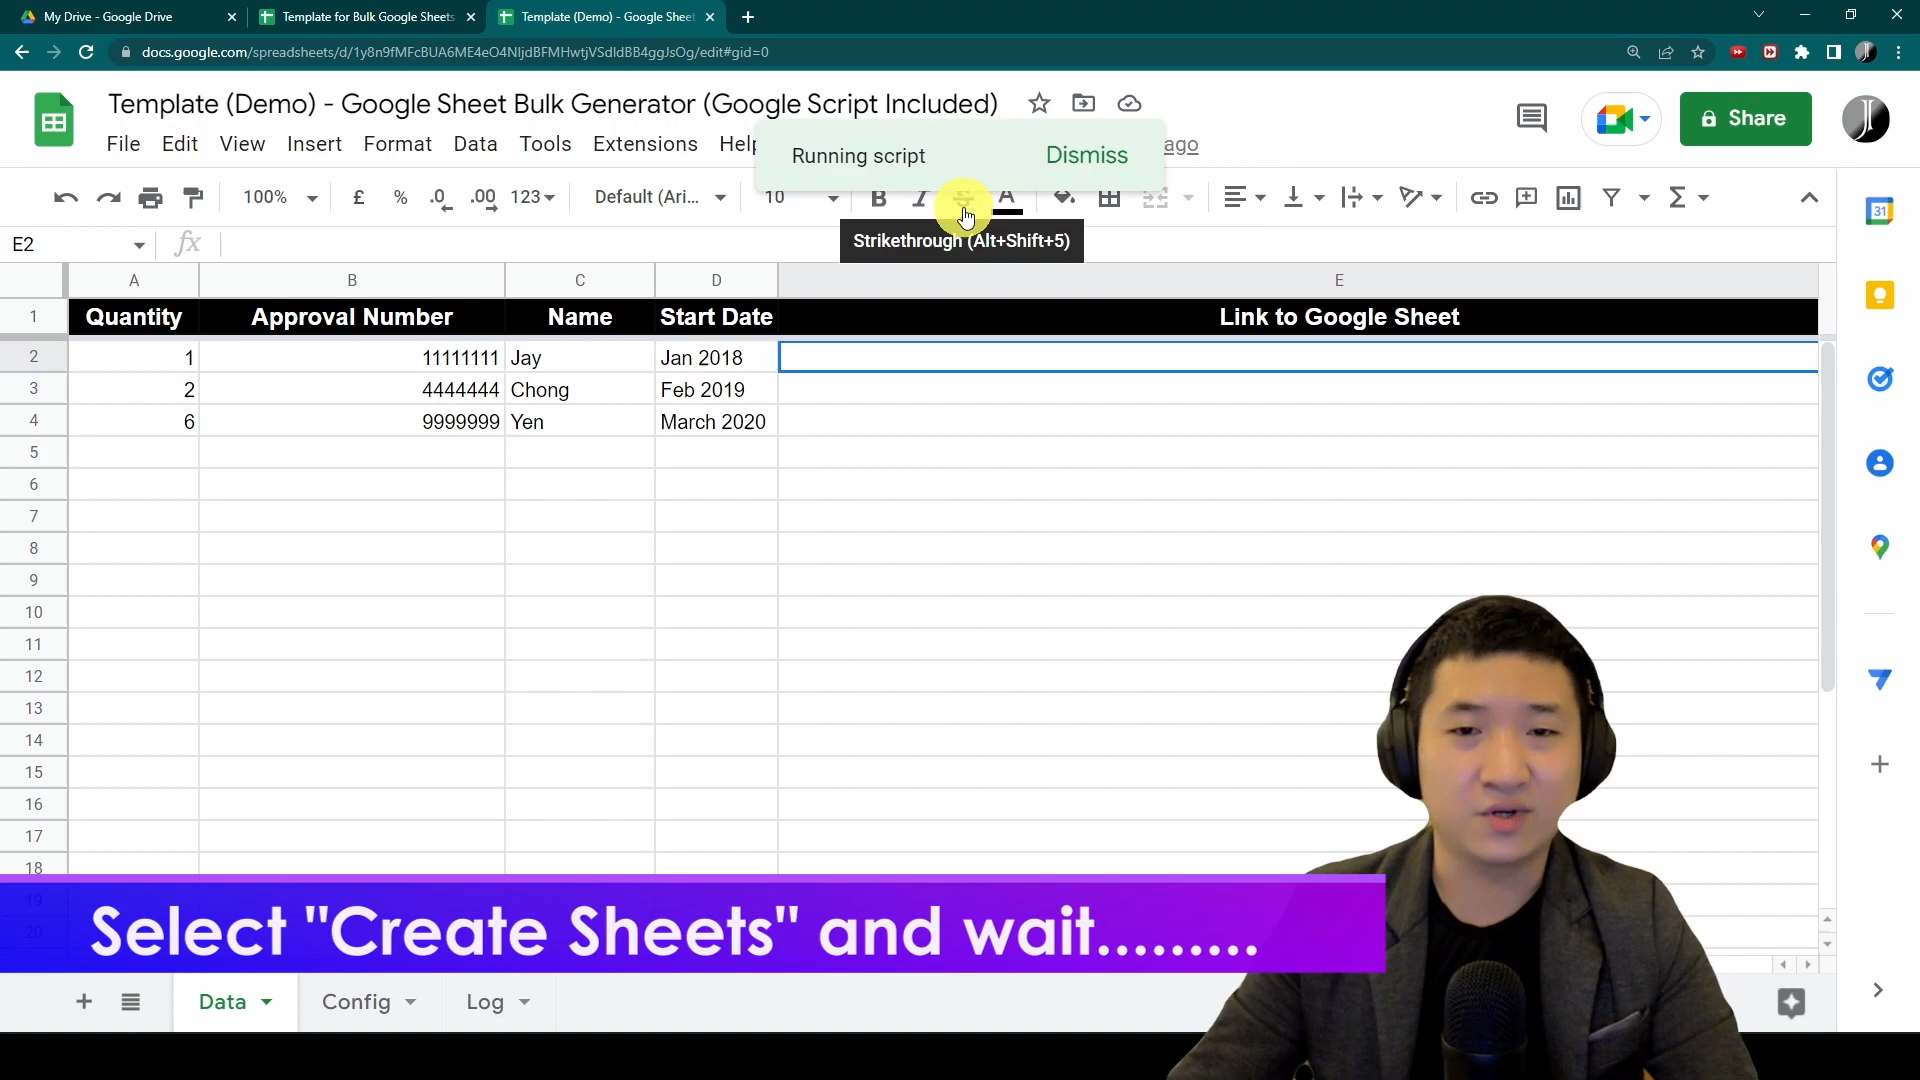 My Drive - Google Drive
Template for Bulk Google Sheets
Template (Demo) - Google Sheet
docs.google.com/spreadsheets/d/1y8n9fMFcBUA6ME4eO4NljdBFMHwtjVSdldBB4ggJsOg/edit#gid=0
Template (Demo) - Google Sheet Bulk Generator (Google Script Included)
Share
File Edit View Insert Format Data Tools Extensions Help ago
Running script Dismiss
100% £ % .0 .00 123 Default (Ari... 10 B I S A
31
E2 fx
Strikethrough (Alt+Shift+5)
A B C D E
1 Quantity Approval Number Name Start Date Link to Google Sheet
2 1 11111111 Jay Jan 2018
3 2 4444444 Chong Feb 2019
4 6 9999999 Yen March 2020
5
6
7
8
9
10
11
12
13
14
15
16
17
18
19
20
Select "Create Sheets" and wait.........
Data Config Log